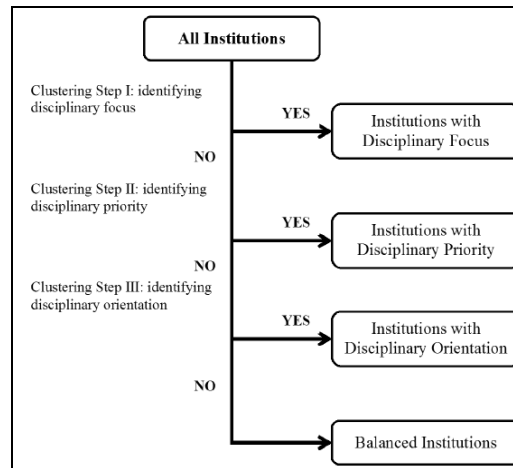 All Institutions
Clustering Step I: identifying
disciplinary focus
YES
Institutions with
Disciplinary Focus
NO
Clustering Step II: identifying
disciplinary priority
YES
Institutions with
Disciplinary Priority
NO
Clustering Step III: identifying
disciplinary orientation
YES
Institutions with
Disciplinary Orientation
NO
Balanced Institutions